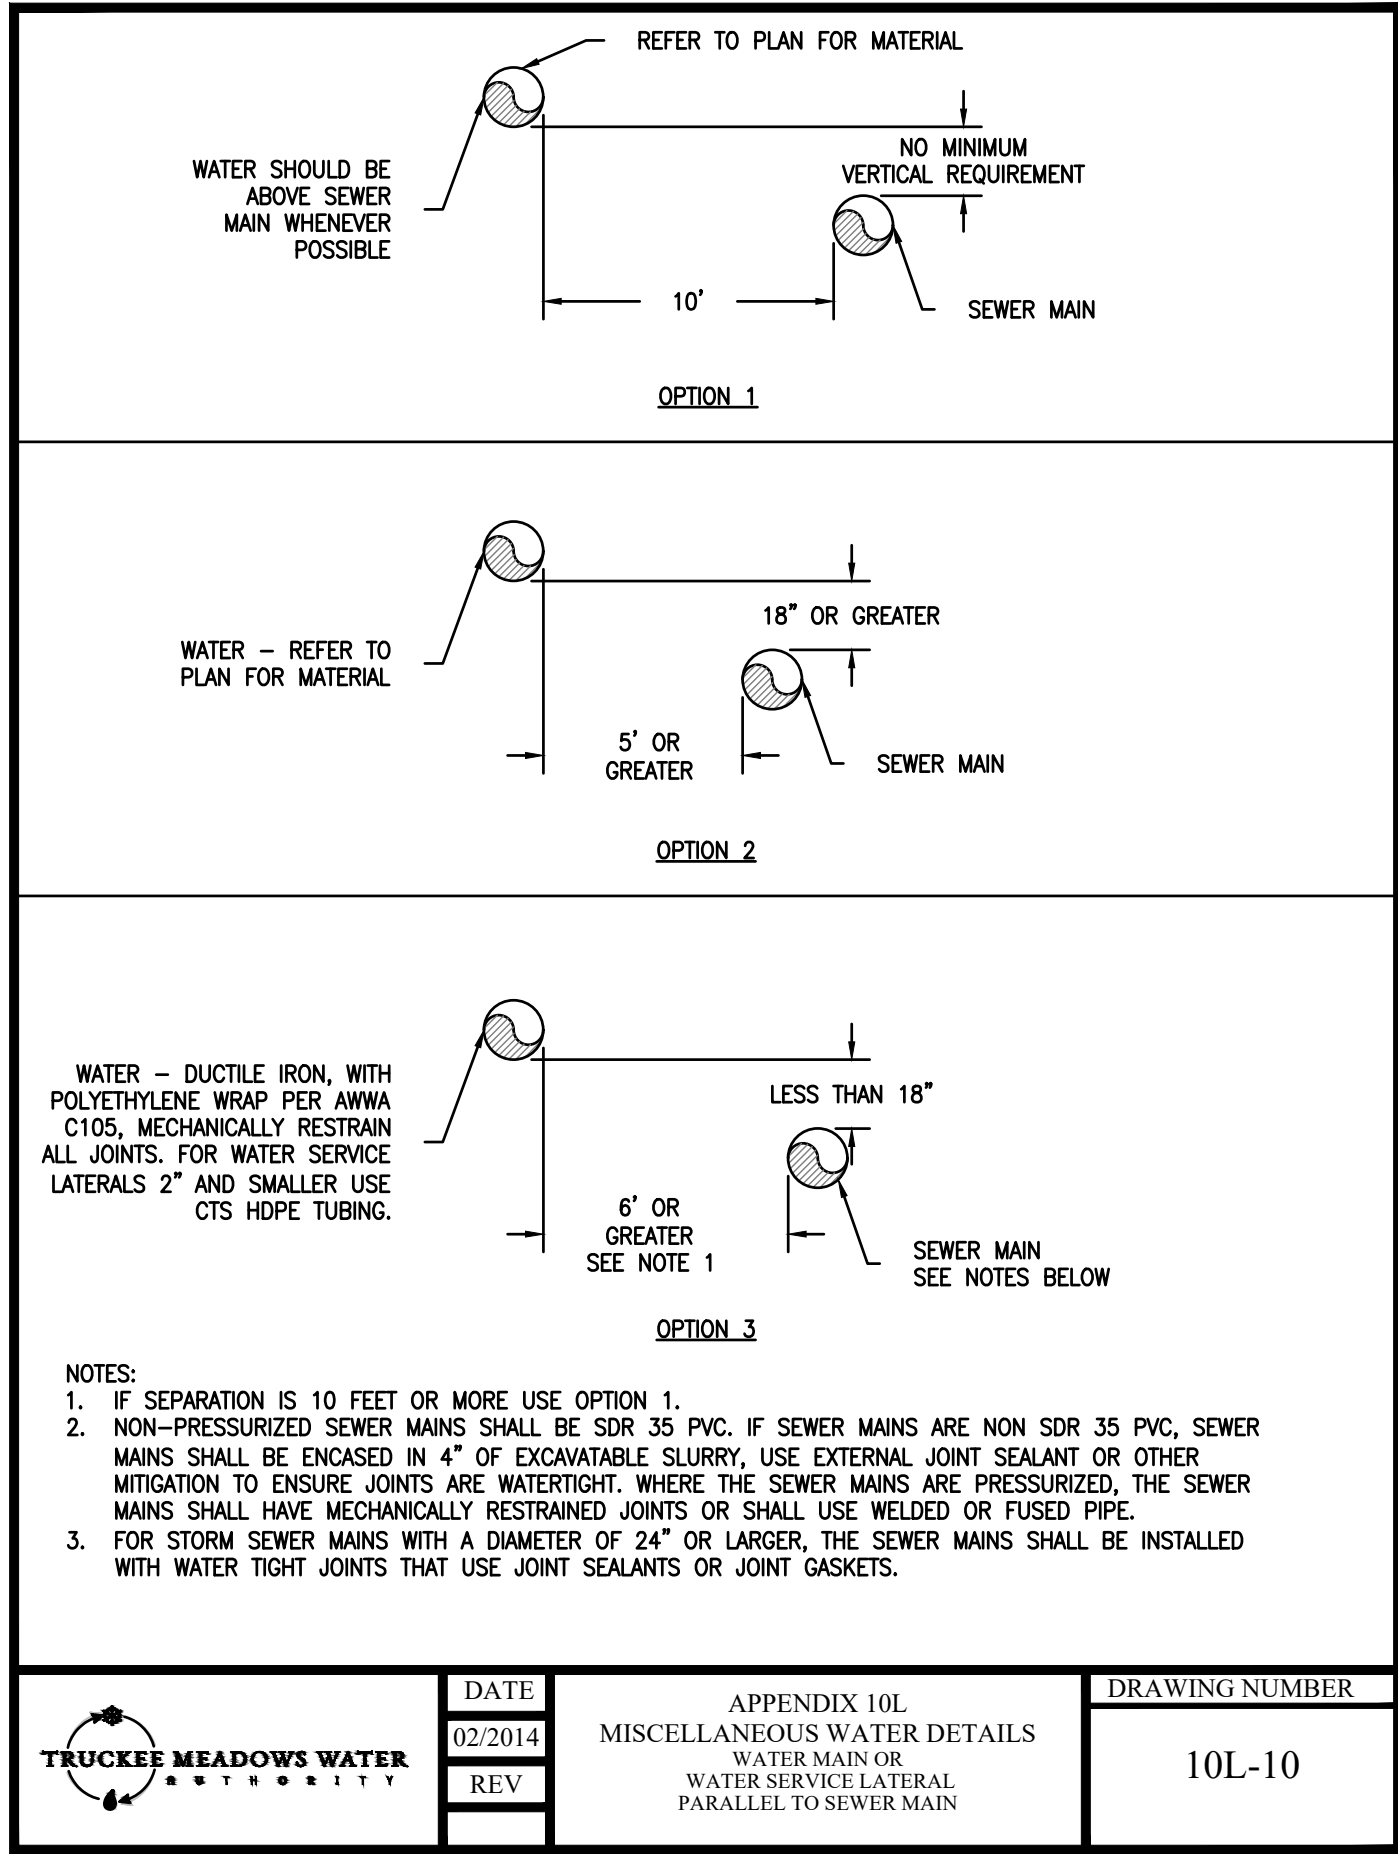 REFER TO PLAN FOR MATERIAL
NO MINIMUM
VERTICAL REQUIREMENT
WATER SHOULD BE
ABOVE SEWER
MAIN WHENEVER
POSSIBLE
10'
SEWER MAIN
OPTION 1
18" OR GREATER
WATER – REFER TO
PLAN FOR MATERIAL
5' OR
GREATER
SEWER MAIN
OPTION 2
WATER – DUCTILE IRON, WITH
POLYETHYLENE WRAP PER AWWA
C105, MECHANICALLY RESTRAIN
ALL JOINTS. FOR WATER SERVICE
LATERALS 2" AND SMALLER USE
CTS HDPE TUBING.
LESS THAN 18"
6' OR
GREATER
SEE NOTE 1
SEWER MAIN
SEE NOTES BELOW
OPTION 3
NOTES:
1. IF SEPARATION IS 10 FEET OR MORE USE OPTION 1.
2. NON–PRESSURIZED SEWER MAINS SHALL BE SDR 35 PVC. IF SEWER MAINS ARE NON SDR 35 PVC, SEWER
MAINS SHALL BE ENCASED IN 4" OF EXCAVATABLE SLURRY, USE EXTERNAL JOINT SEALANT OR OTHER
MITIGATION TO ENSURE JOINTS ARE WATERTIGHT. WHERE THE SEWER MAINS ARE PRESSURIZED, THE SEWER
MAINS SHALL HAVE MECHANICALLY RESTRAINED JOINTS OR SHALL USE WELDED OR FUSED PIPE.
3. FOR STORM SEWER MAINS WITH A DIAMETER OF 24" OR LARGER, THE SEWER MAINS SHALL BE INSTALLED
WITH WATER TIGHT JOINTS THAT USE JOINT SEALANTS OR JOINT GASKETS.
TRUCKEE MEADOWS WATER
AUTHORITY
DATE
02/2014
REV
APPENDIX 10L
MISCELLANEOUS WATER DETAILS
WATER MAIN OR
WATER SERVICE LATERAL
PARALLEL TO SEWER MAIN
DRAWING NUMBER
10L-10